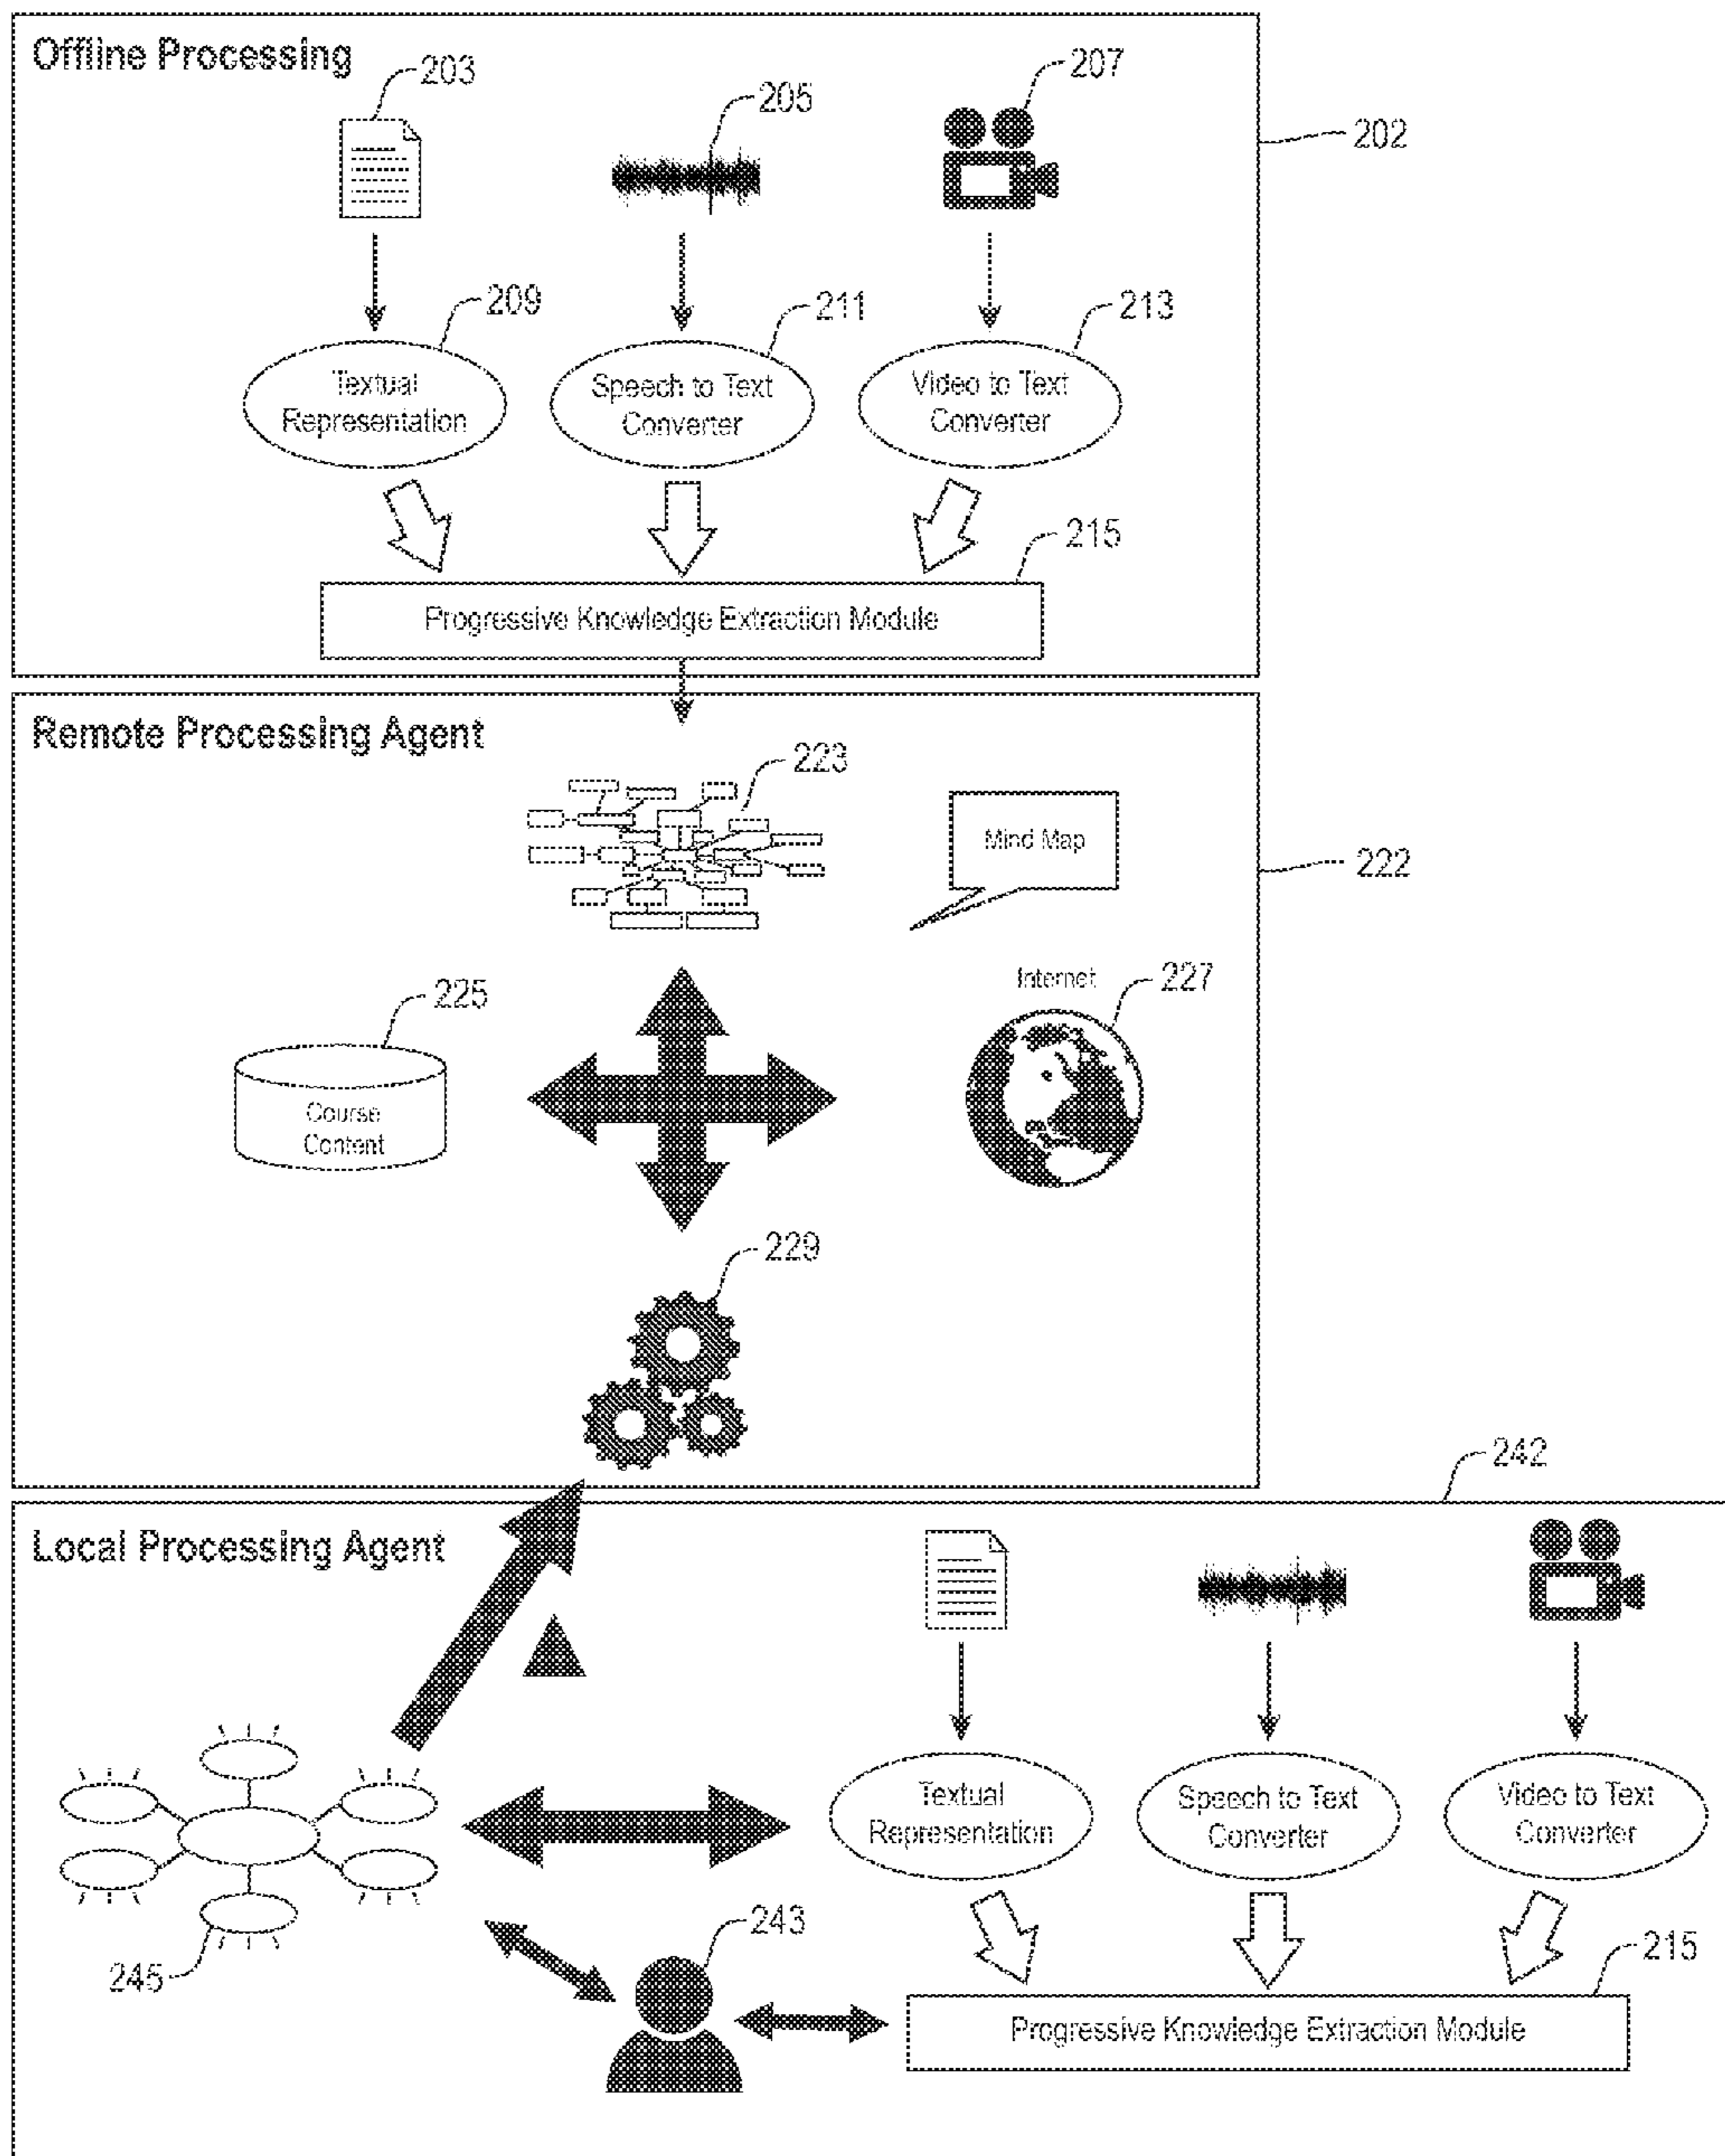 Offline Processing
203
205
207
202
209
211
213
Textual
Representation
Speech to Text
Converter
Video to Text
Converter
215
Progressive Knowledge Extraction Module
Remote Processing Agent
223
Mind Map
222
225
Internet
227
Course
Content
229
242
Local Processing Agent
Textual
Representation
Speech to Text
Converter
Video to Text
Converter
243
245
215
Progressive Knowledge Extraction Module